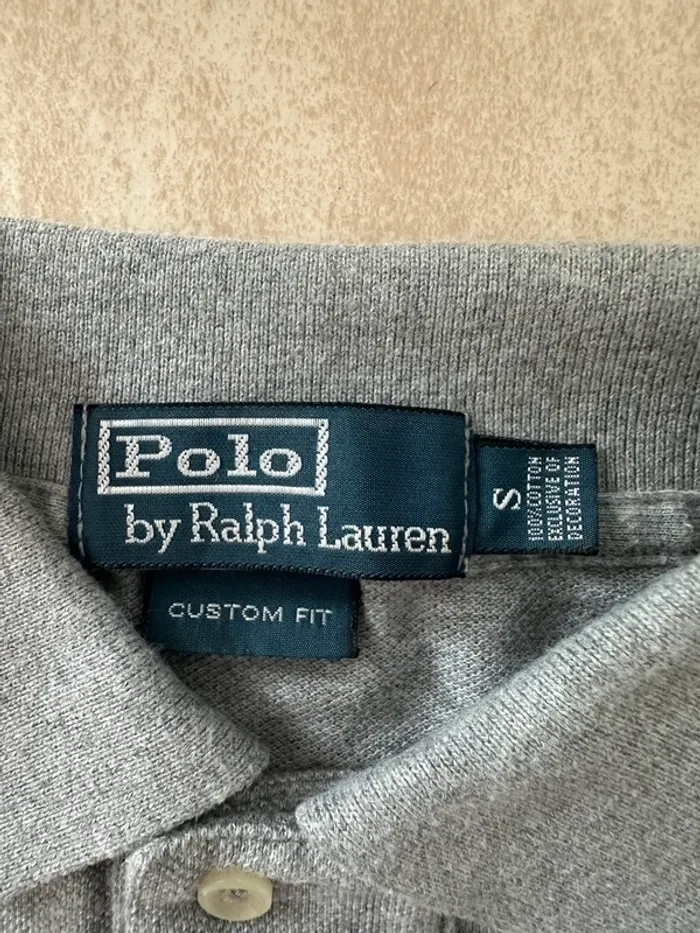 Polo
by Ralph Lauren
CUSTOM FIT
S
100% COTTON
EXCLUSIVE OF
DECORATION